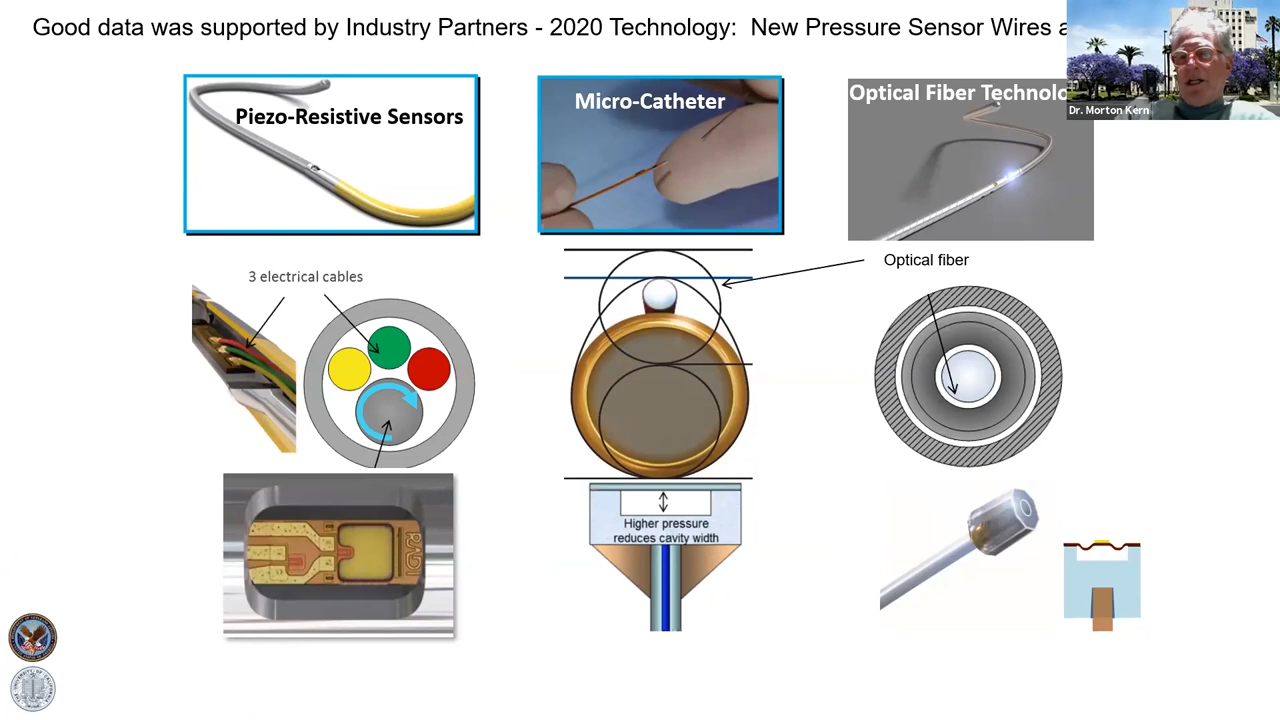 Good data was supported by Industry Partners - 2020 Technology: New Pressure Sensor Wires
Piezo-Resistive Sensors
Micro-Catheter
Optical Fiber Technolo
Dr. Morton Kern
3 electrical cables
Optical fiber
RADI
Higher pressure
reduces cavity width